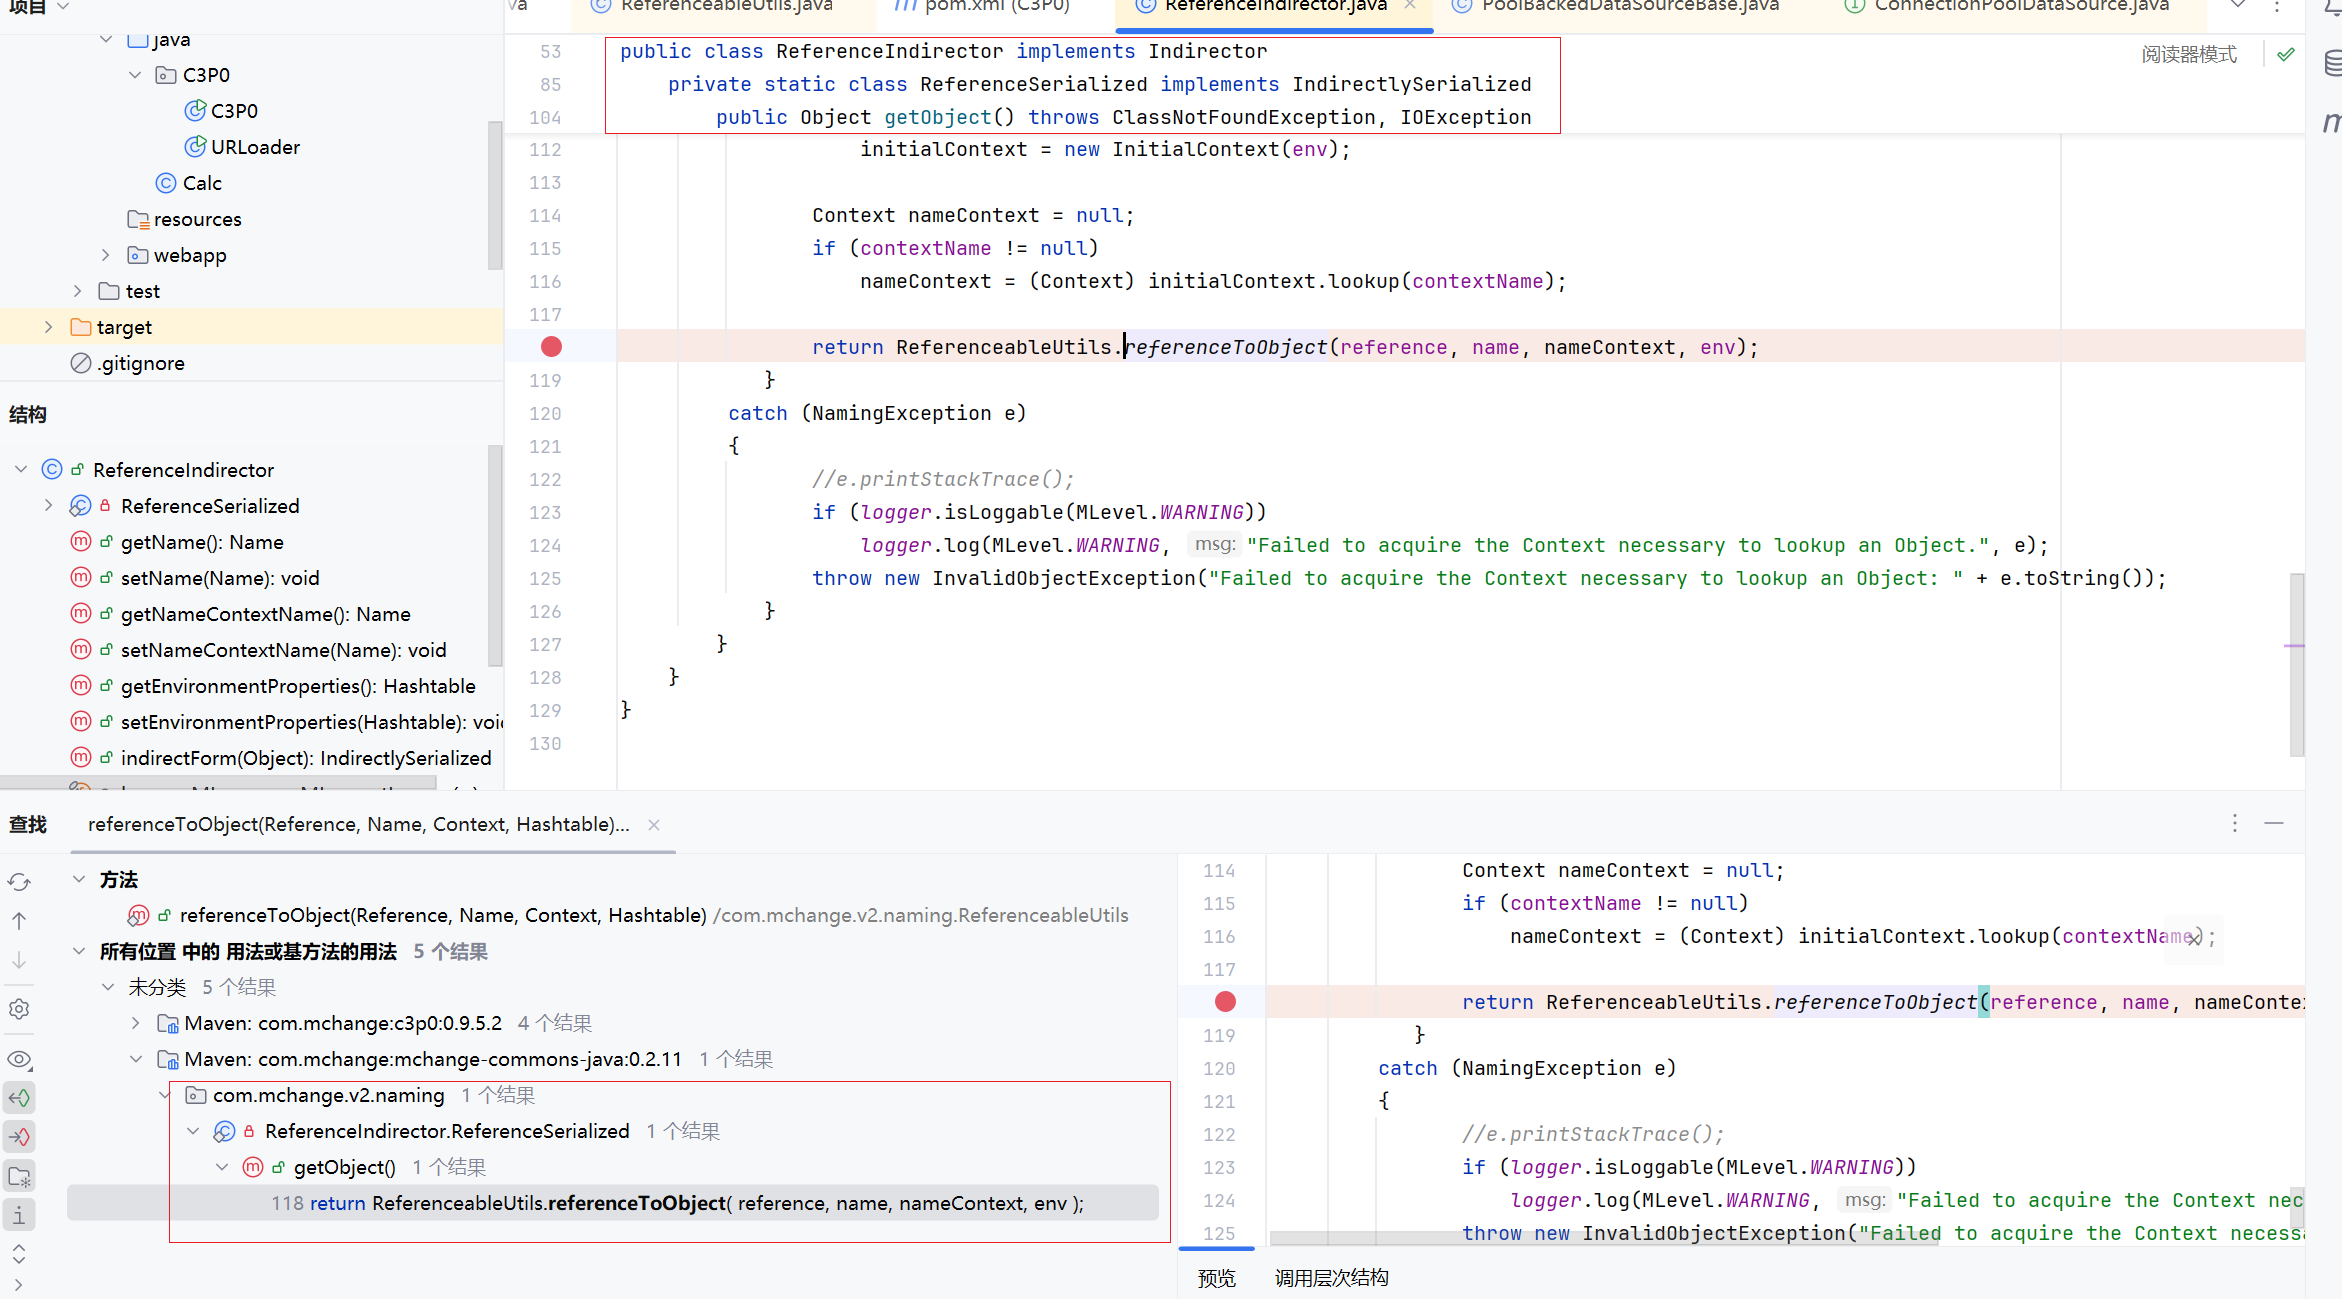 项目
va
ReferenceableUtils.java
pom.xml (C3P0)
ReferenceIndirector.java
PoolBackedDataSourceBase.java
ConnectionPoolDataSource.java
java
C3P0
C3P0
URLoader
Calc
resources
webapp
test
target
.gitignore
结构
ReferenceIndirector
ReferenceSerialized
getName(): Name
setName(Name): void
getNameContextName(): Name
setNameContextName(Name): void
getEnvironmentProperties(): Hashtable
setEnvironmentProperties(Hashtable): voi
indirectForm(Object): IndirectlySerialized
阅读器模式
53 public class ReferenceIndirector implements Indirector
85 private static class ReferenceSerialized implements IndirectlySerialized
104 public Object getObject() throws ClassNotFoundException, IOException
112 initialContext = new InitialContext(env);
113
114 Context nameContext = null;
115 if (contextName != null)
116 nameContext = (Context) initialContext.lookup(contextName);
117
return ReferenceableUtils.referenceToObject(reference, name, nameContext, env);
119 }
120 catch (NamingException e)
121 {
122 //e.printStackTrace();
123 if (logger.isLoggable(MLevel.WARNING))
124 logger.log(MLevel.WARNING, msg: "Failed to acquire the Context necessary to lookup an Object.", e);
125 throw new InvalidObjectException("Failed to acquire the Context necessary to lookup an Object: " + e.toString());
126 }
127 }
128 }
129 }
130
查找
referenceToObject(Reference, Name, Context, Hashtable)...
方法
referenceToObject(Reference, Name, Context, Hashtable) /com.mchange.v2.naming.ReferenceableUtils
所有位置 中的 用法或基方法的用法 5 个结果
未分类 5 个结果
Maven: com.mchange:c3p0:0.9.5.2 4 个结果
Maven: com.mchange:mchange-commons-java:0.2.11 1 个结果
com.mchange.v2.naming 1 个结果
ReferenceIndirector.ReferenceSerialized 1 个结果
getObject() 1 个结果
118 return ReferenceableUtils.referenceToObject( reference, name, nameContext, env );
114 Context nameContext = null;
115 if (contextName != null)
116 nameContext = (Context) initialContext.lookup(contextName);
117
return ReferenceableUtils.referenceToObject(reference, name, nameContex
119 }
120 catch (NamingException e)
121 {
122 //e.printStackTrace();
123 if (logger.isLoggable(MLevel.WARNING))
124 logger.log(MLevel.WARNING, msg: "Failed to acquire the Context nec
125 throw new InvalidObjectException("Failed to acquire the Context necess
预览
调用层次结构